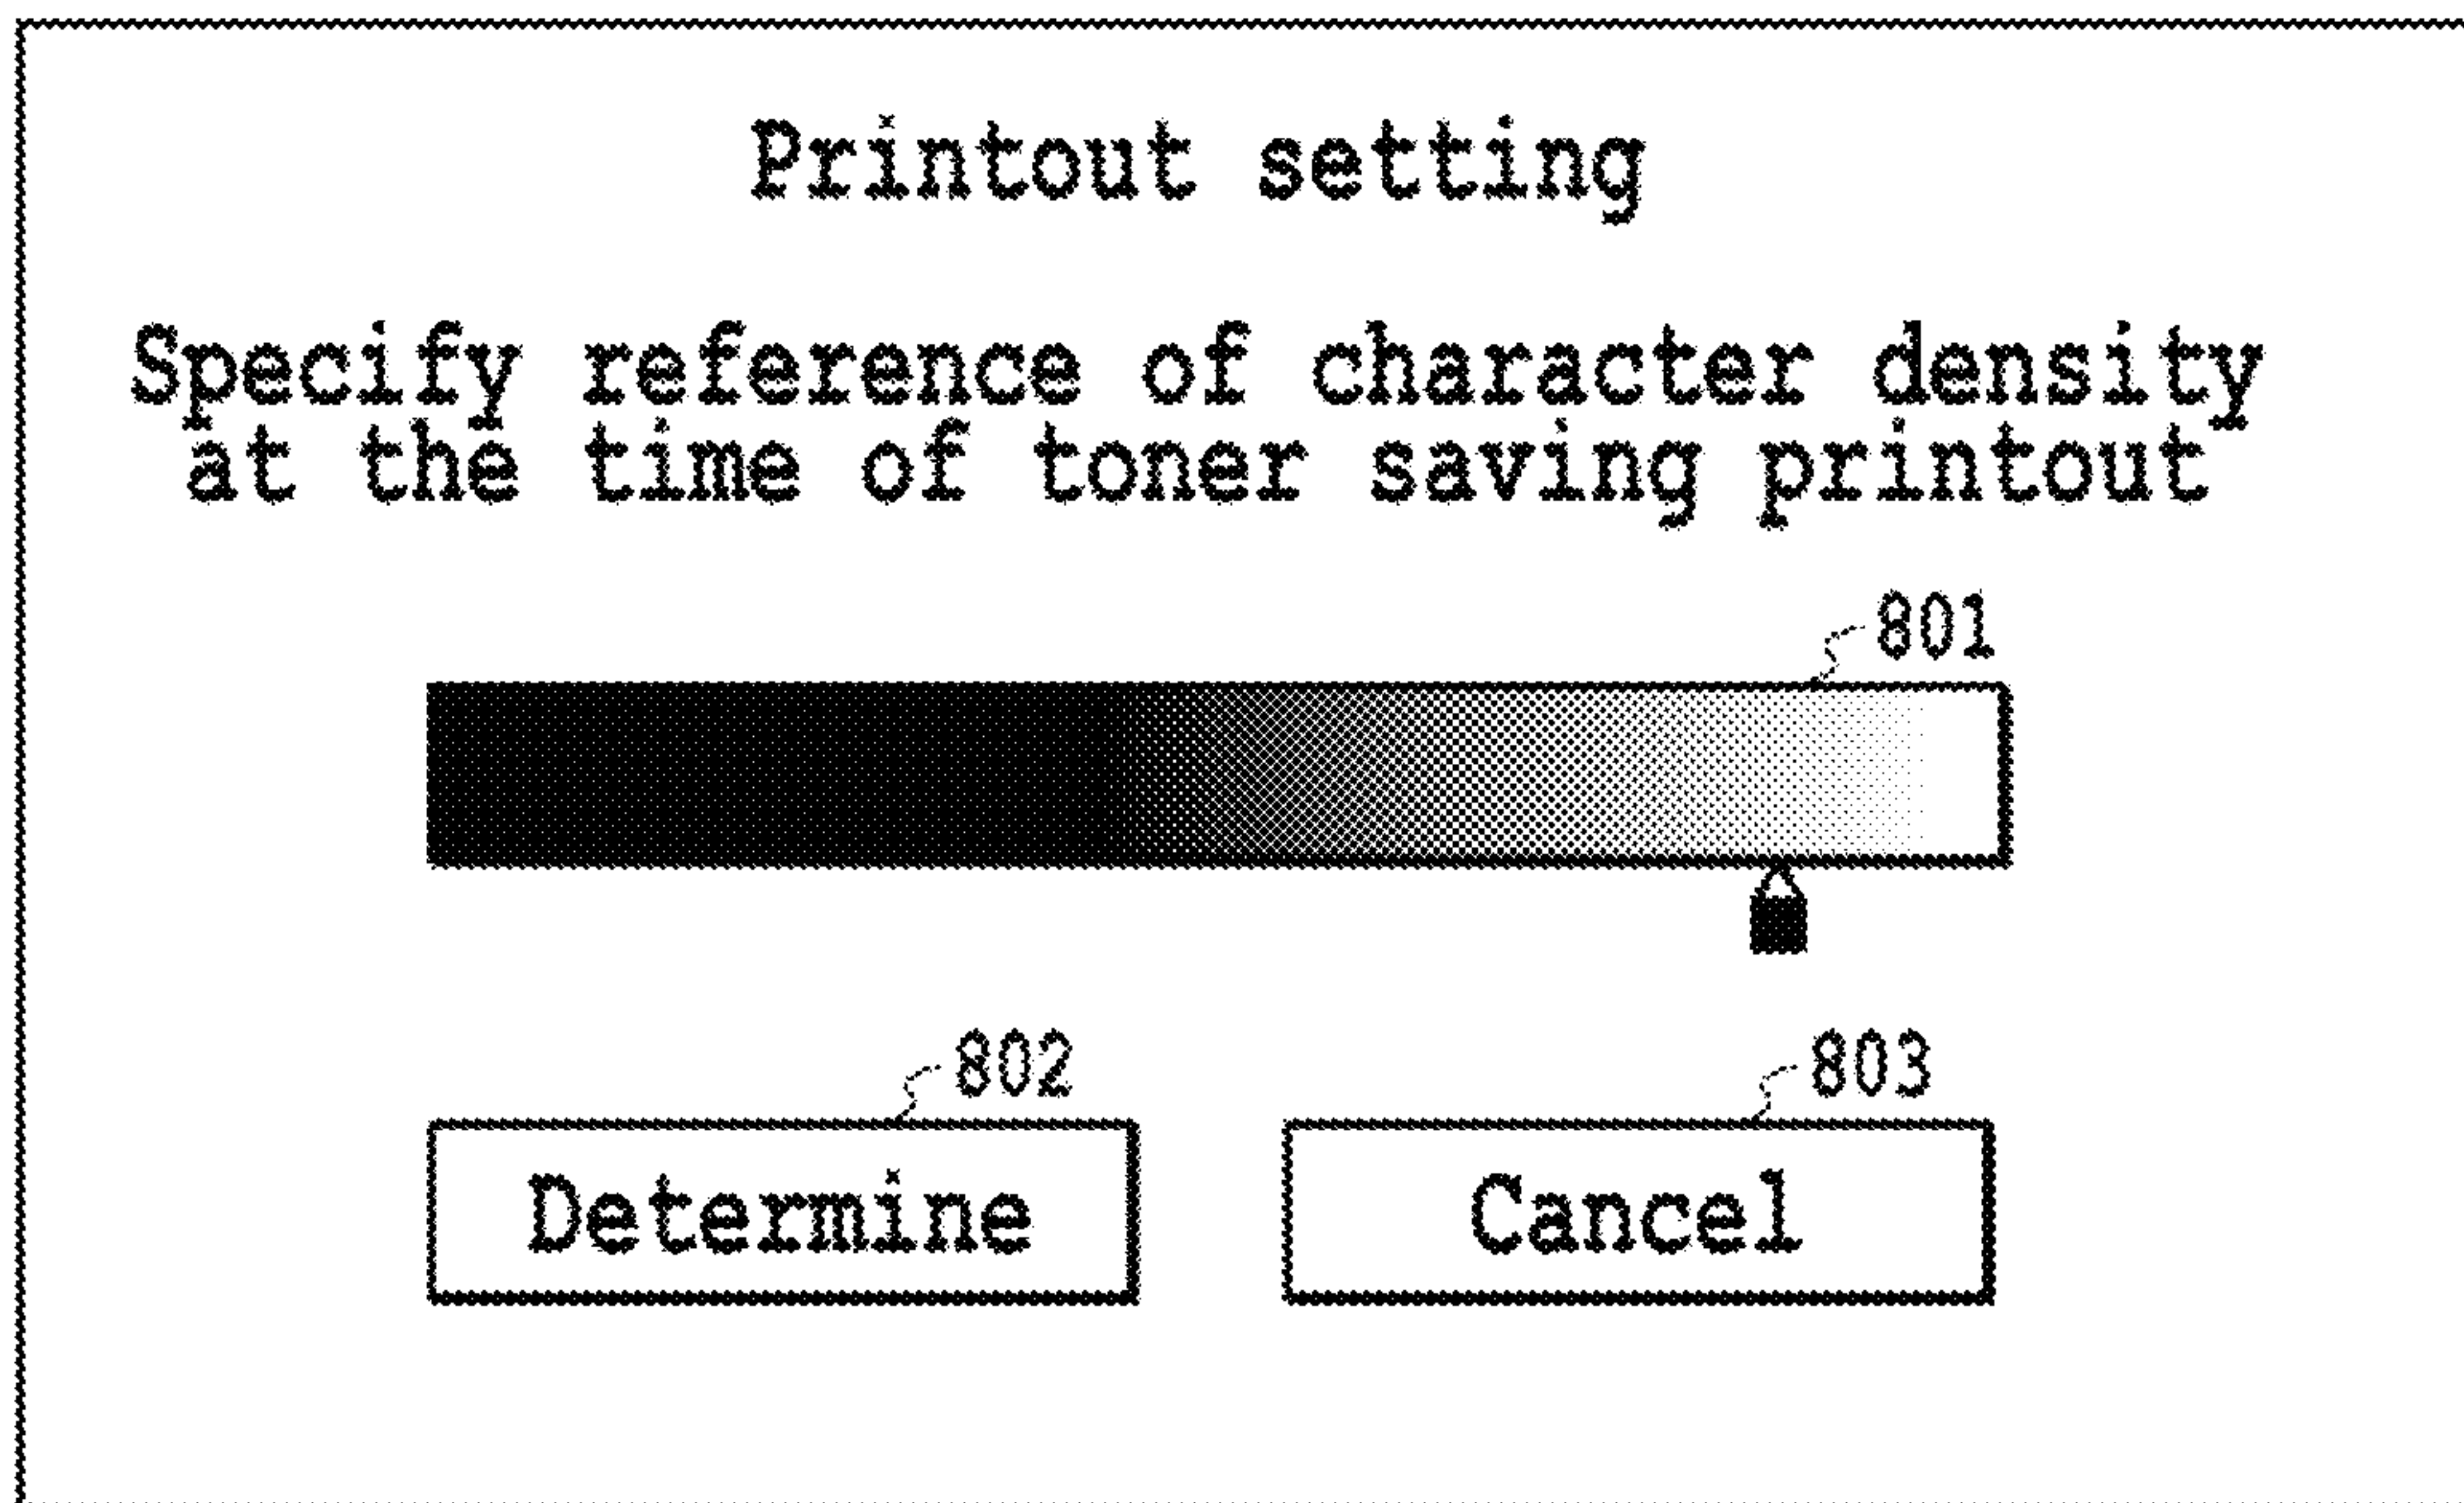 Printout setting
Specify reference of character density
at the time of toner saving printout
801
802
803
Determine
Cancel